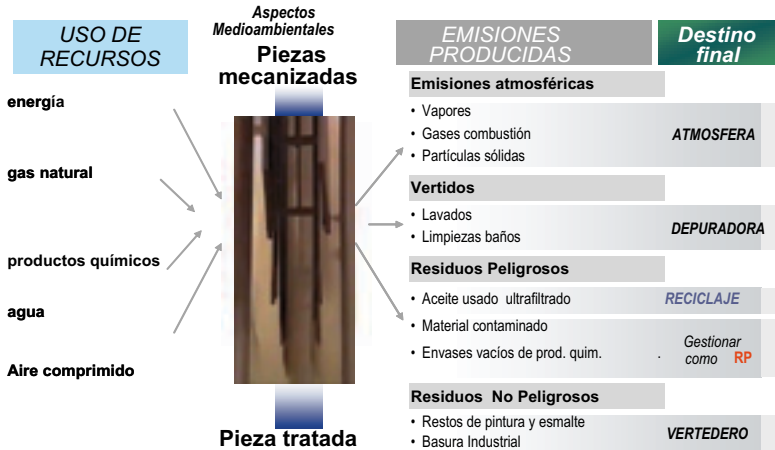 USO DE
RECURSOS
energía
gas natural
productos químicos
agua
Aire comprimido
Aspectos
Medioambientales
Piezas
mecanizadas
Pieza tratada
EMISIONES
PRODUCIDAS
Destino
final
Emisiones atmosféricas
• Vapores
• Gases combustión
• Partículas sólidas
ATMOSFERA
Vertidos
• Lavados
• Limpiezas baños
DEPURADORA
Residuos Peligrosos
• Aceite usado ultrafiltrado
RECICLAJE
• Material contaminado
• Envases vacíos de prod. quim. .
Gestionar
como RP
Residuos No Peligrosos
• Restos de pintura y esmalte
• Basura Industrial
VERTEDERO